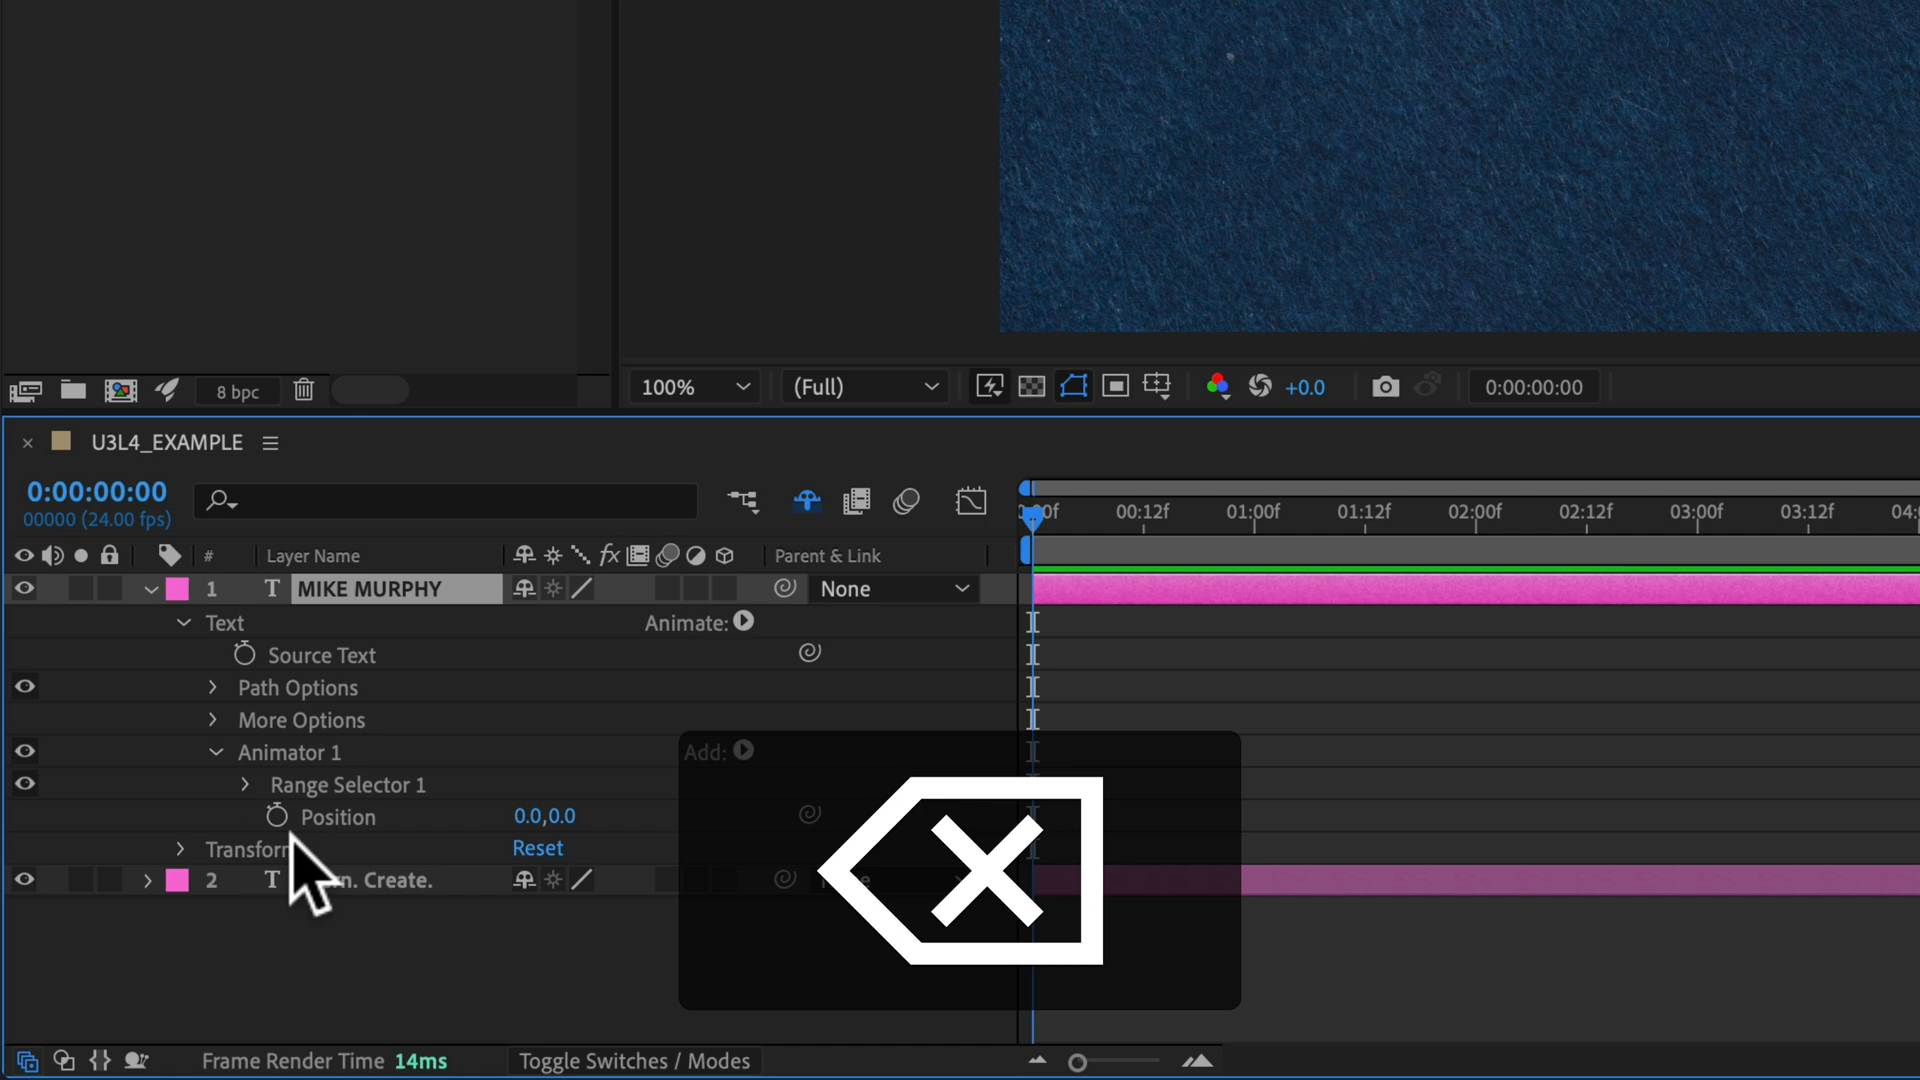 8 bpc
100%
(Full)
+0.0
0:00:00:00
U3L4_EXAMPLE
0:00:00:00
00000 (24.00 fps)
00:12f 01:00f 01:12f 02:00f 02:12f 03:00f 03:12f
# Layer Name fx Parent & Link
1 T MIKE MURPHY None
Text Animate:
Source Text
Path Options
More Options
Animator 1 Add:
Range Selector 1
Position 0.0,0.0
Transform Reset
2 T Create.
Frame Render Time 14ms Toggle Switches / Modes